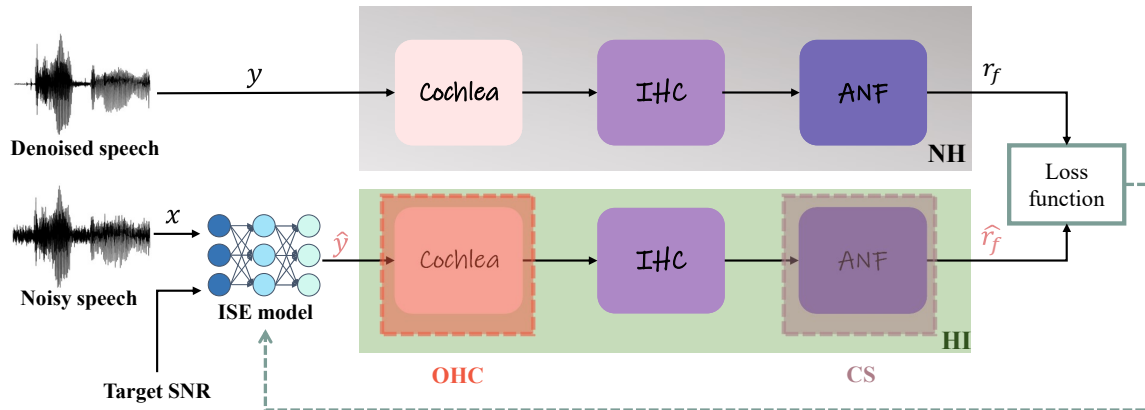 y
Cochlea
IHC
ANF
r_f
Denoised speech
NH
Loss
function
x
ŷ
Cochlea
IHC
ANF
r̂_f
Noisy speech
ISE model
HI
OHC
CS
Target SNR